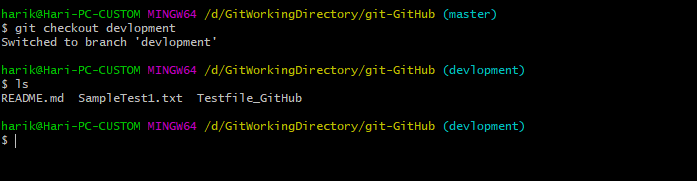 harik@Hari-PC-CUSTOM MINGW64 /d/GitWorkingDirectory/git-GitHub (master)
$ git checkout devlopment
Switched to branch 'devlopment'
harik@Hari-PC-CUSTOM MINGW64 /d/GitWorkingDirectory/git-GitHub (devlopment)
$ ls
README.md  SampleTest1.txt  Testfile_GitHub
harik@Hari-PC-CUSTOM MINGW64 /d/GitWorkingDirectory/git-GitHub (devlopment)
$